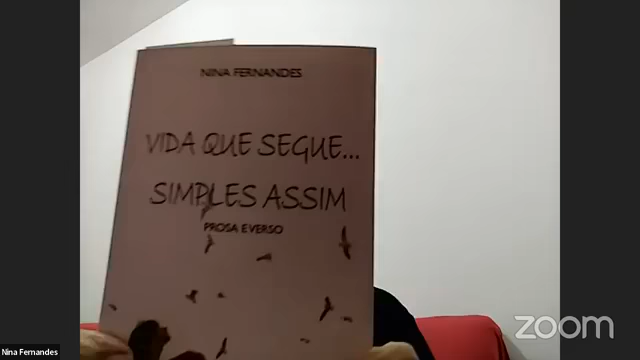 NINA FERNANDES
VIDA QUE SEGUE...
SIMPLES ASSIM
PROSA E VERSO
zoom
Nina Fernandes